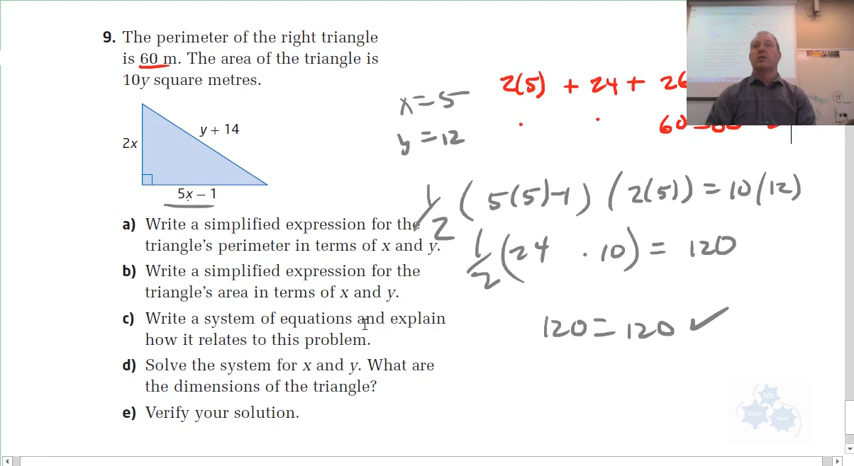 9. The perimeter of the right triangle
is 60 m. The area of the triangle is
10y square metres.
2x
y + 14
5x − 1
a) Write a simplified expression for the
triangle's perimeter in terms of x and y.
b) Write a simplified expression for the
triangle's area in terms of x and y.
c) Write a system of equations and explain
how it relates to this problem.
d) Solve the system for x and y. What are
the dimensions of the triangle?
e) Verify your solution.
x = 5
y = 12
2(5) + 24 + 26
1/2 ( 5(5)-1 ) ( 2(5) ) = 10(12)
1/2 ( 24 · 10 ) = 120
120 = 120 ✓